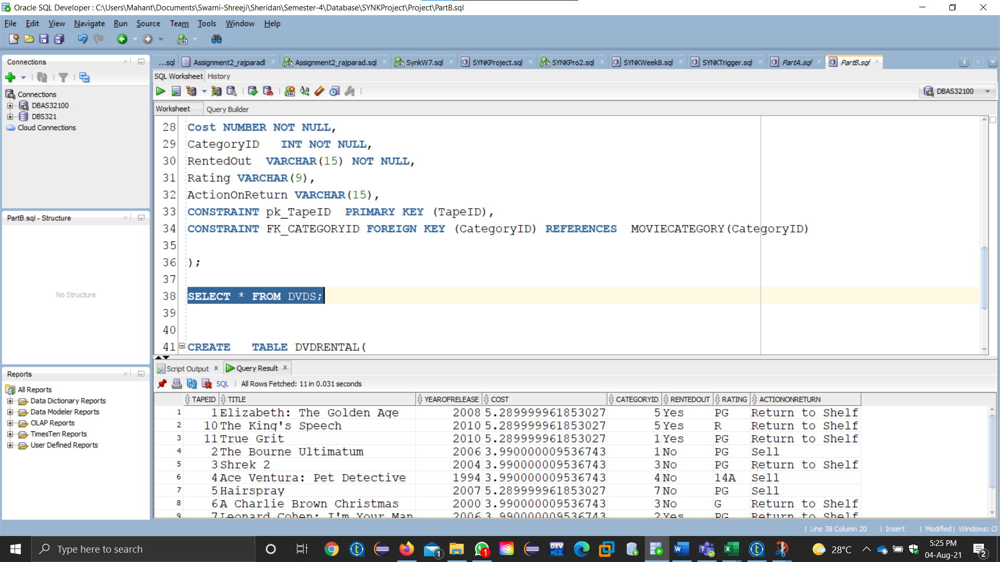 Oracle SQL Developer : C:\Users\Mahant\Documents\Swami-Shreeji\Sheridan\Semester-4\Database\SYNKProject\Project\PartB.sql
File Edit View Navigate Run Source Team Tools Window Help
Connections
Connections
DBAS32100
DBS321
Cloud Connections
PartB.sql - Structure
No Structure
Reports
All Reports
Data Dictionary Reports
Data Modeler Reports
OLAP Reports
TimesTen Reports
User Defined Reports
...sql Assignment2_rajparadl Assignment2_rajparad.sql SynkW7.sql SYNKProject.sql SYNKPro2.sql SYNKWeek8.sql SYNKTrigger.sql PartA.sql PartB.sql
SQL Worksheet History
DBAS32100
Worksheet Query Builder
28 Cost NUMBER NOT NULL,
29 CategoryID INT NOT NULL,
30 RentedOut VARCHAR(15) NOT NULL,
31 Rating VARCHAR(9),
32 ActionOnReturn VARCHAR(15),
33 CONSTRAINT pk_TapeID PRIMARY KEY (TapeID),
34 CONSTRAINT FK_CATEGORYID FOREIGN KEY (CategoryID) REFERENCES MOVIECATEGORY(CategoryID)
35
36 );
37
38 SELECT * FROM DVDS;
39
40
41 CREATE TABLE DVDRENTAL(
Script Output Query Result
SQL | All Rows Fetched: 11 in 0.031 seconds
TAPEID TITLE YEAROFRELEASE COST CATEGORYID RENTEDOUT RATING ACTIONONRETURN
1 1 Elizabeth: The Golden Age 2008 5.289999961853027 5 Yes PG Return to Shelf
2 10 The King's Speech 2010 5.289999961853027 5 Yes R Return to Shelf
3 11 True Grit 2010 5.289999961853027 1 Yes PG Return to Shelf
4 2 The Bourne Ultimatum 2006 3.990000009536743 1 No PG Sell
5 3 Shrek 2 2004 3.990000009536743 3 No PG Return to Shelf
6 4 Ace Ventura: Pet Detective 1994 3.990000009536743 4 No 14A Sell
7 5 Hairspray 2007 5.289999961853027 7 No PG Sell
8 6 A Charlie Brown Christmas 2000 3.990000009536743 3 No G Return to Shelf
9 7 Leonard Cohen: I'm Your Man 2006 3.990000009536743 2 Yes PG Return to Shelf
| Line 38 Column 20 | Insert | Modified | Windows: CF
Type here to search
28°C
5:25 PM
04-Aug-21